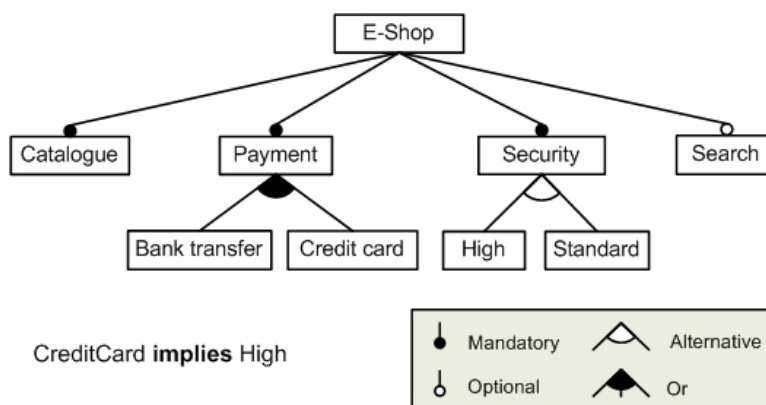 E-Shop
Catalogue
Payment
Security
Search
Bank transfer
Credit card
High
Standard
CreditCard implies High
Mandatory
Alternative
Optional
Or